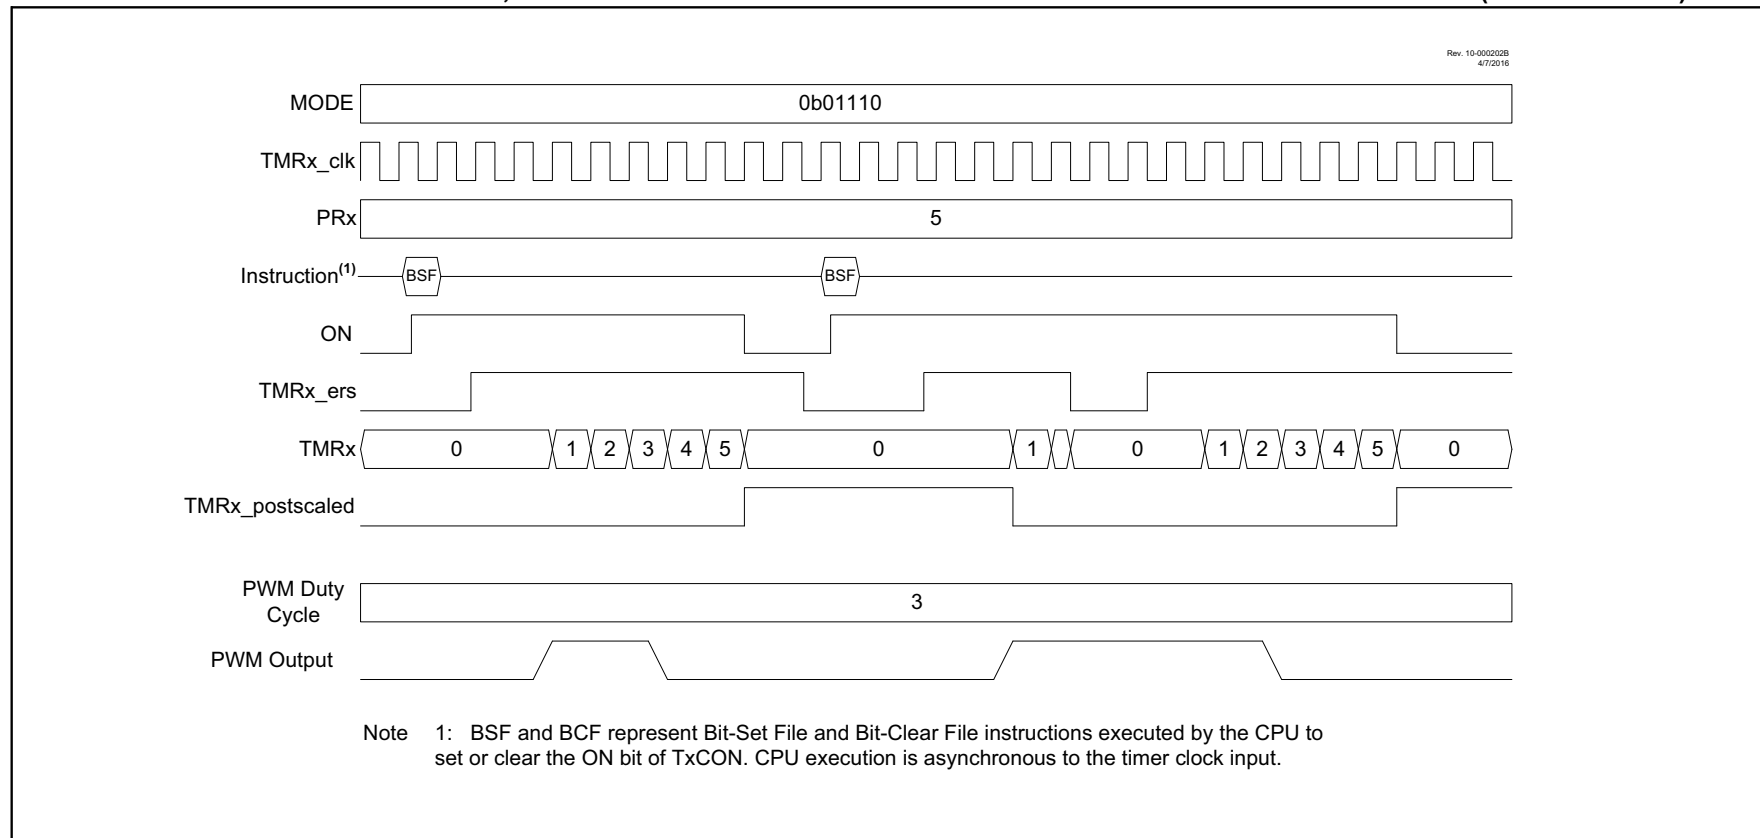 Rev. 10-000202B
4/7/2016
MODE 0b01110
TMRx_clk
PRx 5
Instruction(1) BSF BSF
ON
TMRx_ers
TMRx 0 1 2 3 4 5 0 1 0 1 2 3 4 5 0
TMRx_postscaled
PWM Duty
Cycle 3
PWM Output
Note 1: BSF and BCF represent Bit-Set File and Bit-Clear File instructions executed by the CPU to
set or clear the ON bit of TxCON. CPU execution is asynchronous to the timer clock input.